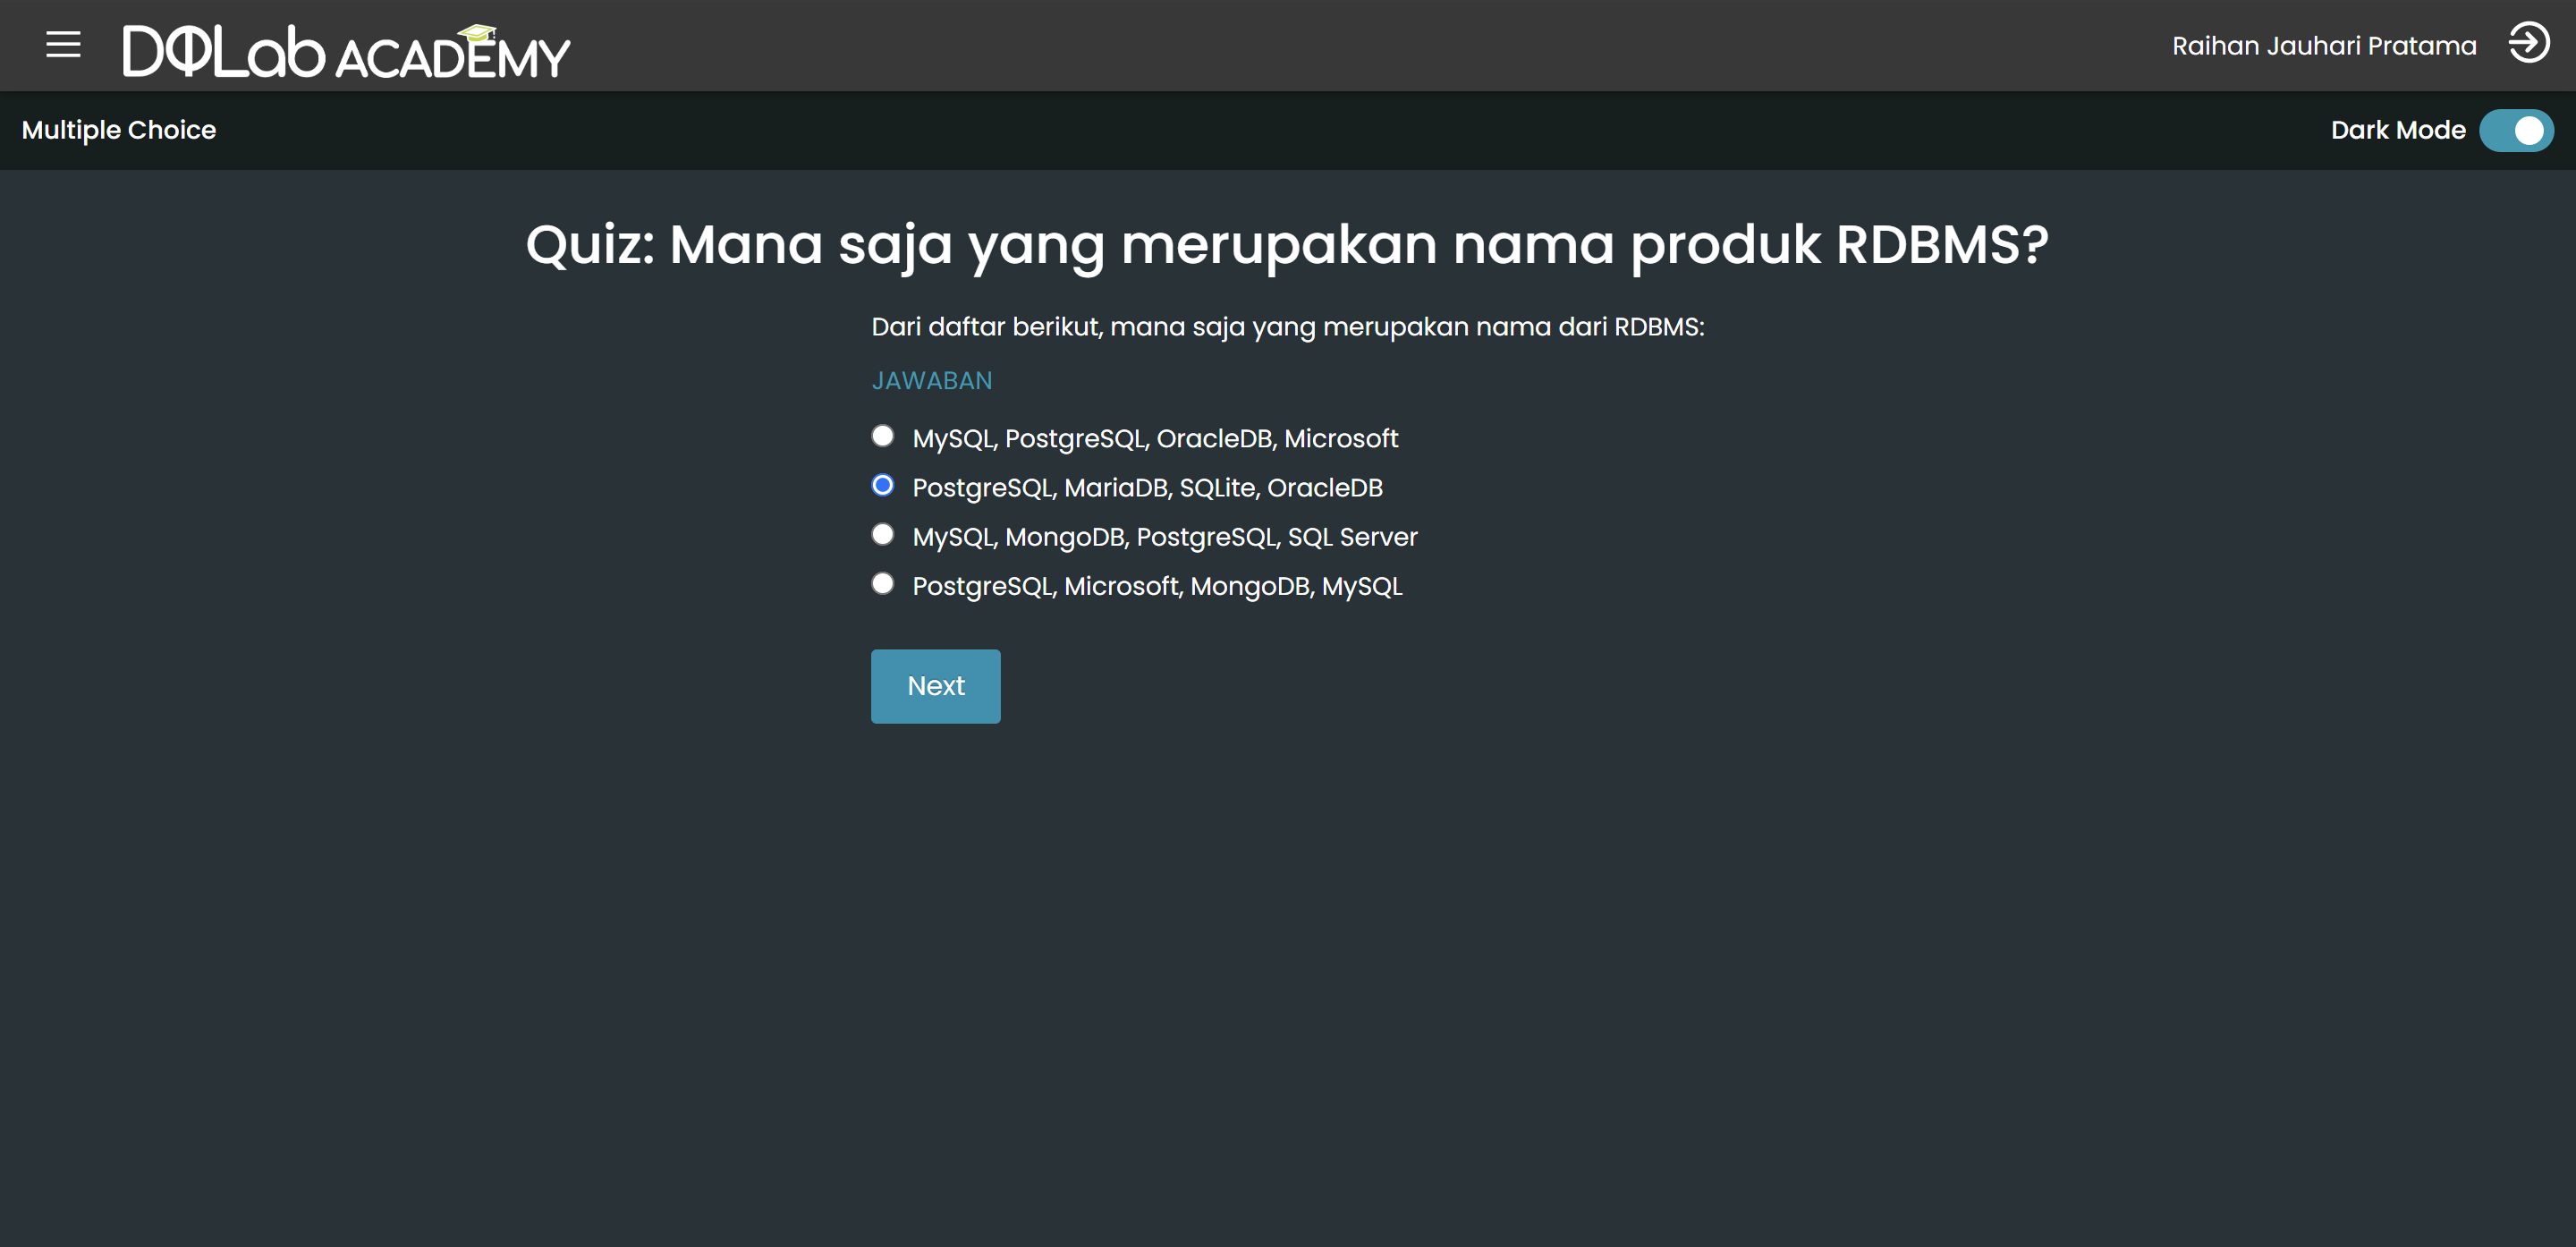 DQLab ACADEMY
Raihan Jauhari Pratama
Multiple Choice
Dark Mode
Quiz: Mana saja yang merupakan nama produk RDBMS?
Dari daftar berikut, mana saja yang merupakan nama dari RDBMS:
JAWABAN
MySQL, PostgreSQL, OracleDB, Microsoft
PostgreSQL, MariaDB, SQLite, OracleDB
MySQL, MongoDB, PostgreSQL, SQL Server
PostgreSQL, Microsoft, MongoDB, MySQL
Next